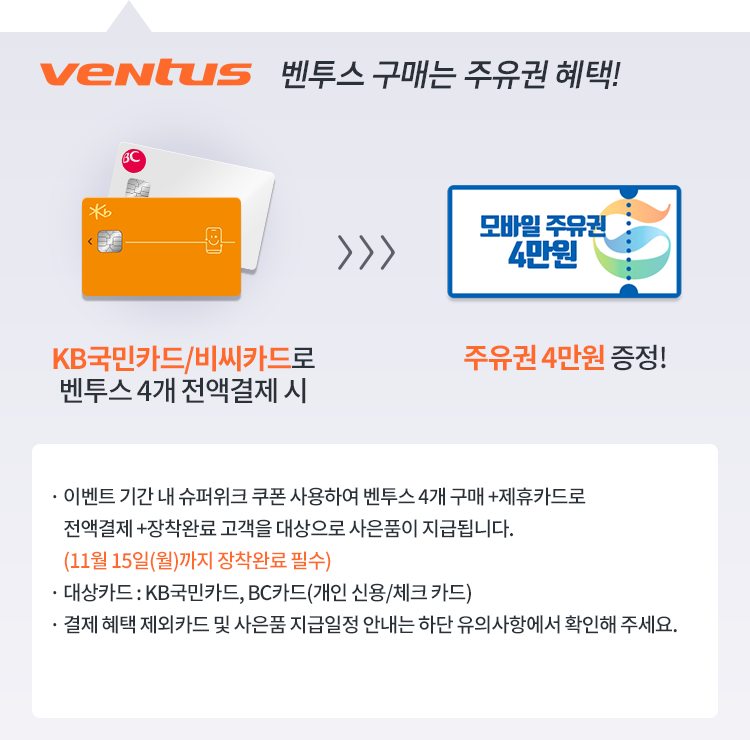 ventus 벤투스 구매는 주유권 혜택!
BC
Kb
모바일 주유권
4만원
KB국민카드/비씨카드로
벤투스 4개 전액결제 시
주유권 4만원 증정!
· 이벤트 기간 내 슈퍼위크 쿠폰 사용하여 벤투스 4개 구매 +제휴카드로
전액결제 +장착완료 고객을 대상으로 사은품이 지급됩니다.
(11월 15일(월)까지 장착완료 필수)
· 대상카드 : KB국민카드, BC카드(개인 신용/체크 카드)
· 결제 혜택 제외카드 및 사은품 지급일정 안내는 하단 유의사항에서 확인해 주세요.